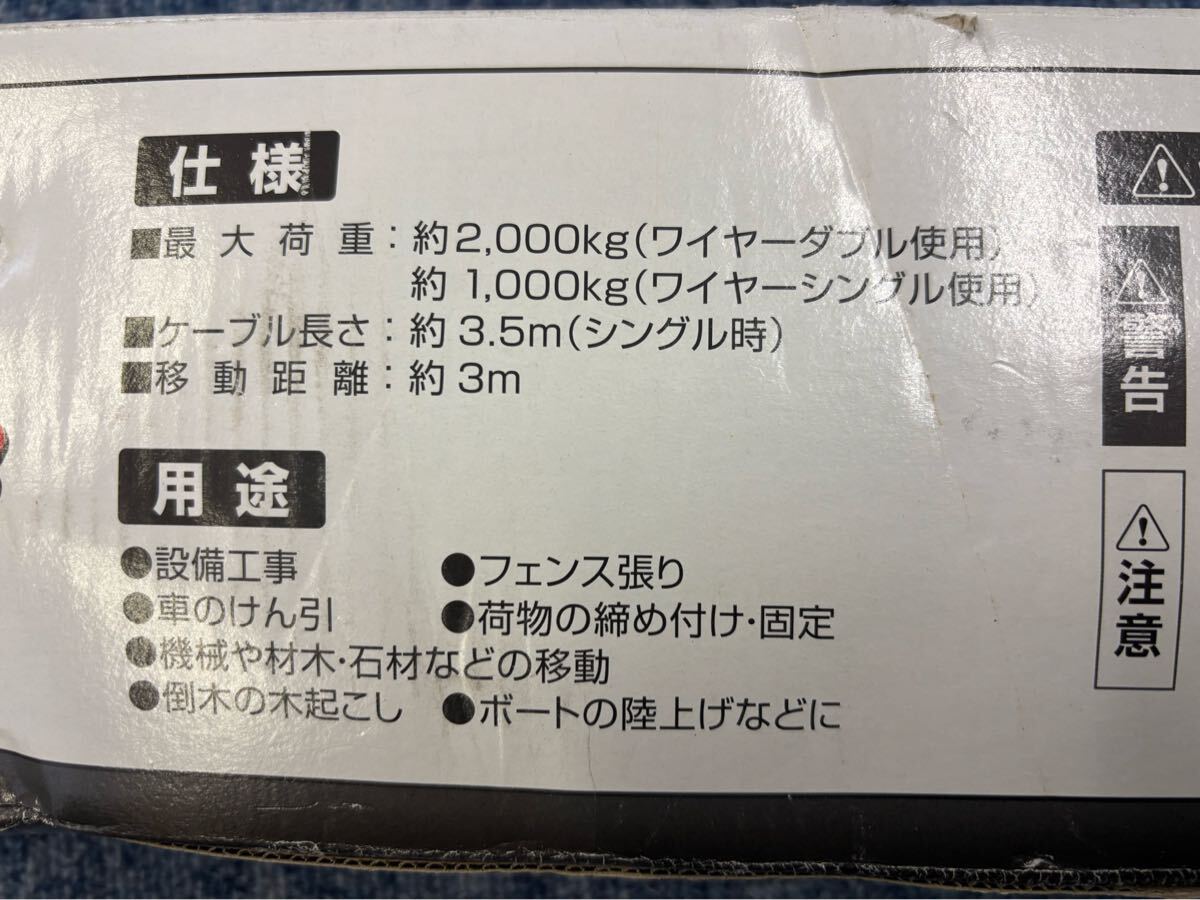 仕様
■最大荷重：約2,000kg（ワイヤーダブル使用）
約1,000kg（ワイヤーシングル使用）
■ケーブル長さ：約3.5m（シングル時）
■移動距離：約3m
用途
●設備工事
●フェンス張り
●車のけん引
●荷物の締め付け・固定
●機械や材木・石材などの移動
●倒木の木起こし
●ボートの陸上げなどに
警告
注意